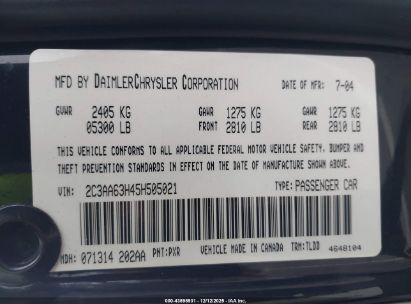 MFD BY DAIMLERCHRYSLER CORPORATION DATE OF MFR: 7-04
GVWR 2405 KG GAWR 1275 KG GAWR 1275 KG
05300 LB FRONT 2810 LB REAR 2810 LB
THIS VEHICLE CONFORMS TO ALL APPLICABLE FEDERAL MOTOR VEHICLE SAFETY, BUMPER AND
THEFT PREVENTION STANDARDS IN EFFECT ON THE DATE OF MANUFACTURE SHOWN ABOVE.
VIN: 2C3AA63H45H505021 TYPE: PASSENGER CAR
MDH: 071314 202AA PNT: PXR VEHICLE MADE IN CANADA TRM: TLDD 4648104